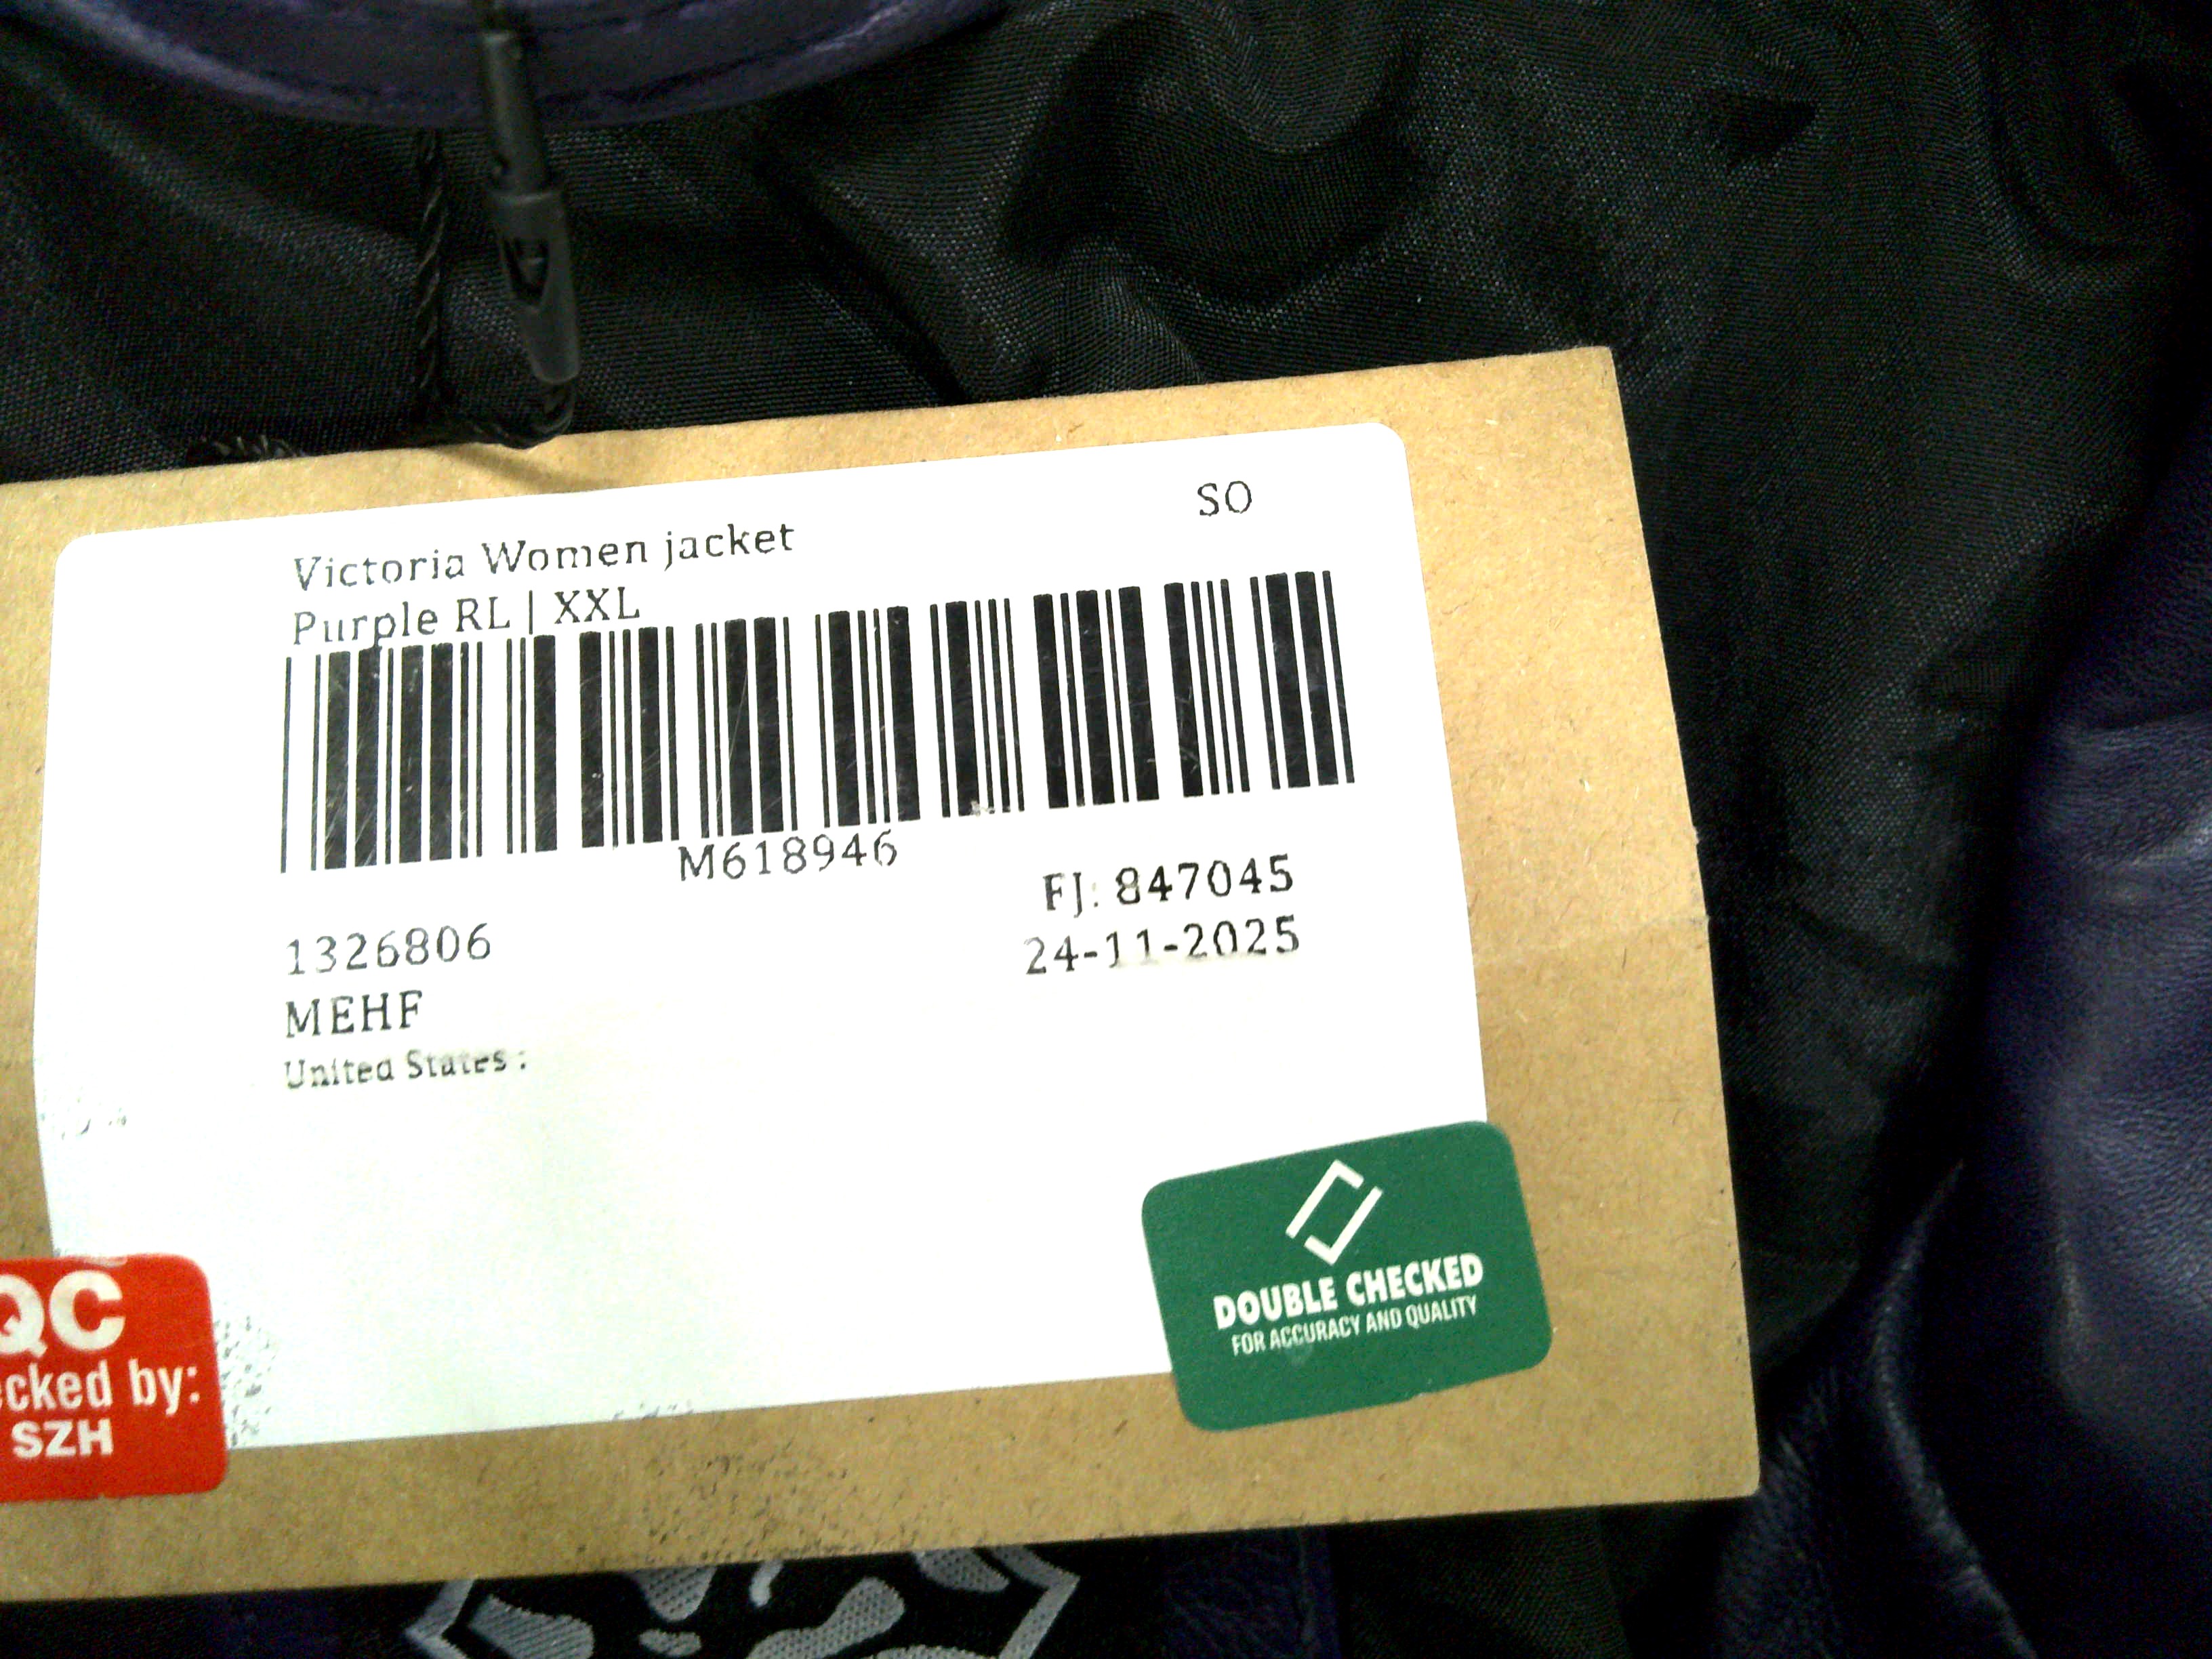 SO
Victoria Women jacket
Purple RL | XXL
M618946
FJ: 847045
1326806
24-11-2025
MEHF
United States :
DOUBLE CHECKED
FOR ACCURACY AND QUALITY
QC
cked by:
SZH